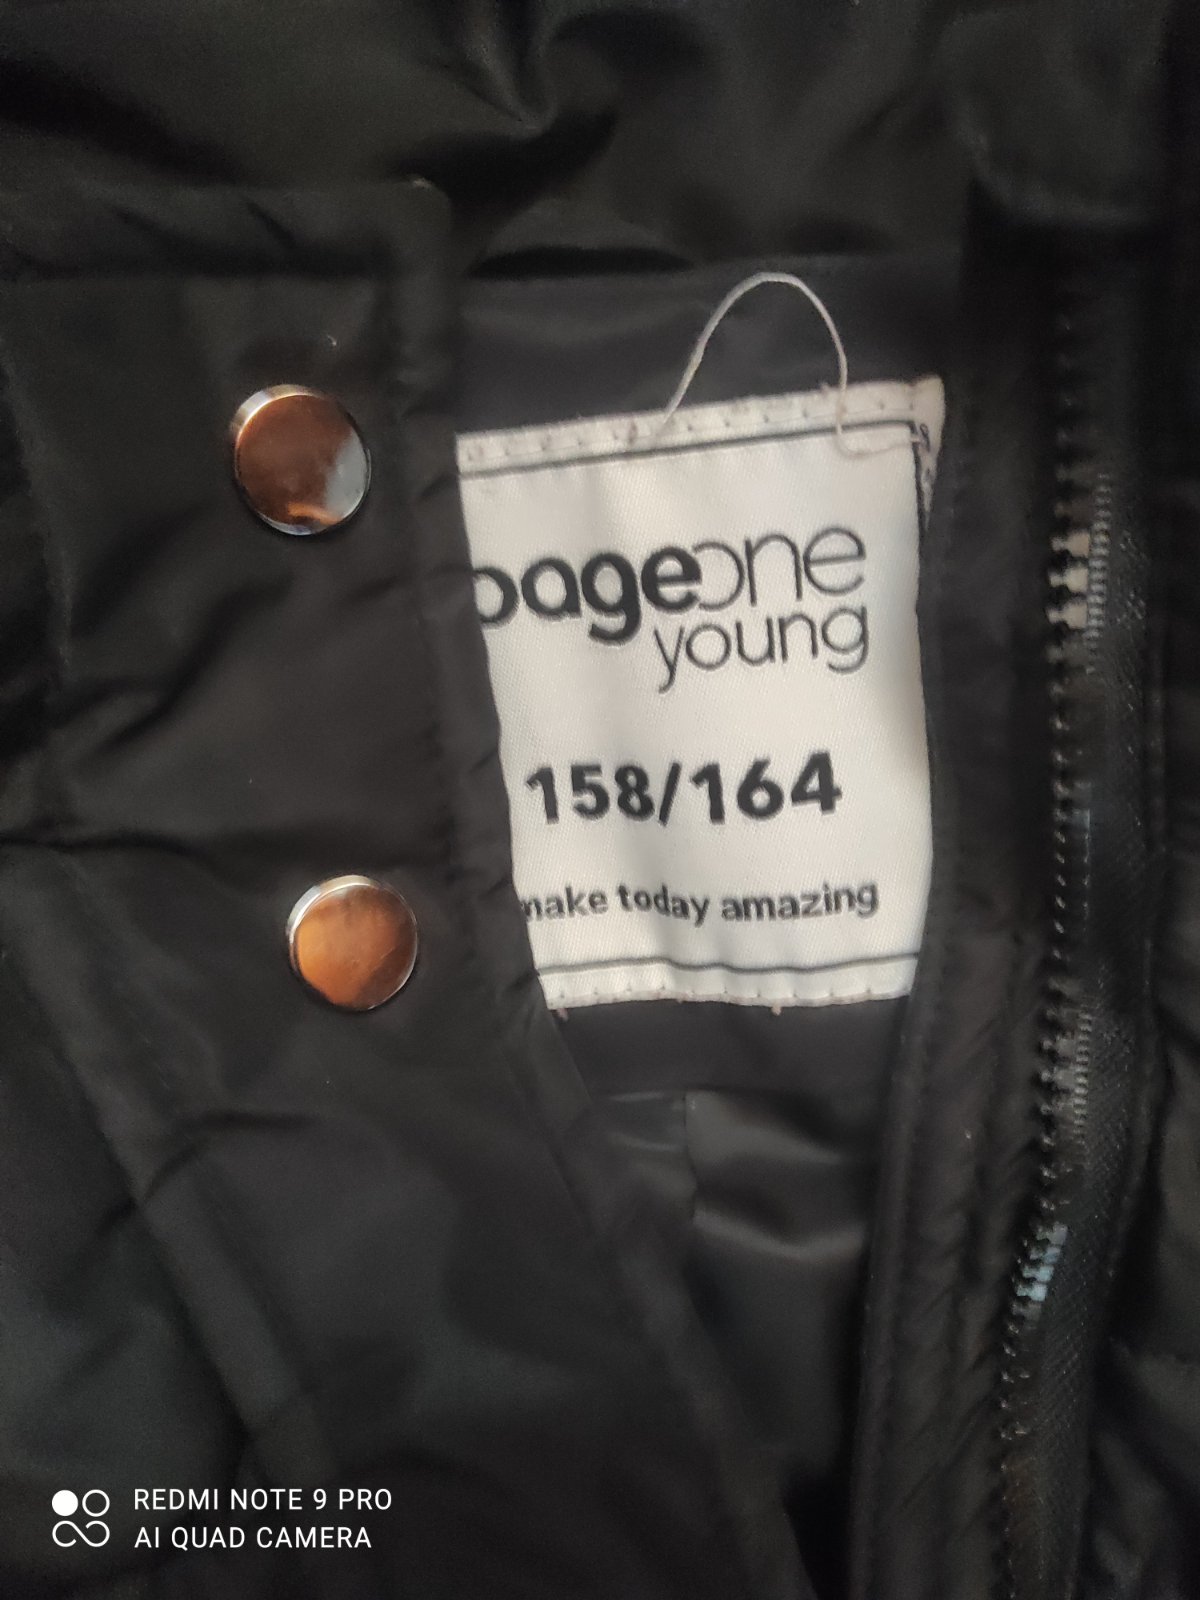 pageone
young
158/164
make today amazing
REDMI NOTE 9 PRO
AI QUAD CAMERA